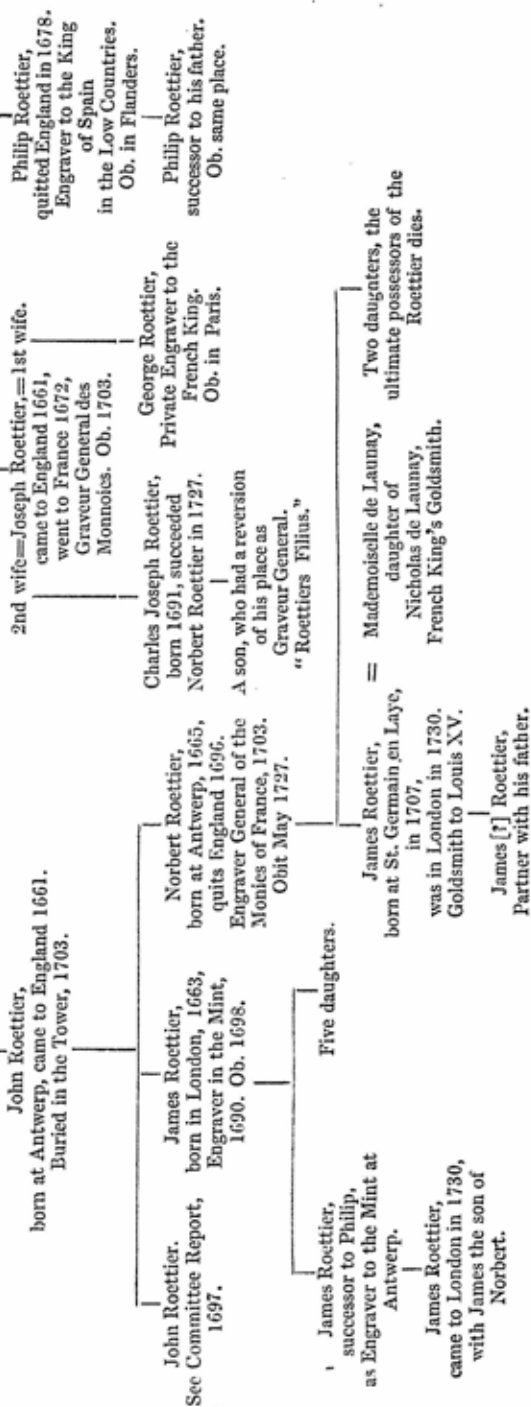 John Roettier,
born at Antwerp, came to England 1661.
Buried in the Tower, 1703.
2nd wife=Joseph Roettier,=1st wife.
came to England 1661,
went to France 1672,
Graveur General des
Monnoies. Ob. 1703.
Philip Roettier,
quitted England in 1678.
Engraver to the King
of Spain
in the Low Countries.
Ob. in Flanders.
John Roettier.
See Committee Report,
1697.
James Roettier,
born in London, 1663,
Engraver in the Mint,
1690. Ob. 1698.
Norbert Roettier,
born at Antwerp, 1665,
quits England 1696.
Engraver General of the
Monies of France, 1703.
Obit May 1727.
Charles Joseph Roettier,
born 1691, succeeded
Norbert Roettier in 1727.
A son, who had a reversion
of his place as
Graveur General.
"Roettiers Filius."
George Roettier,
Private Engraver to the
French King.
Ob. in Paris.
Philip Roettier,
successor to his father.
Ob. same place.
James Roettier,
successor to Philip,
as Engraver to the Mint at
Antwerp.
James Roettier,
came to London in 1730,
with James the son of
Norbert.
Five daughters.
James Roettier,
born at St. Germain en Laye,
in 1707,
was in London in 1730.
Goldsmith to Louis XV.
James [?] Roettier,
Partner with his father.
= Mademoiselle de Launay,
daughter of
Nicholas de Launay,
French King's Goldsmith.
Two daughters, the
ultimate possessors of the
Roettier dies.